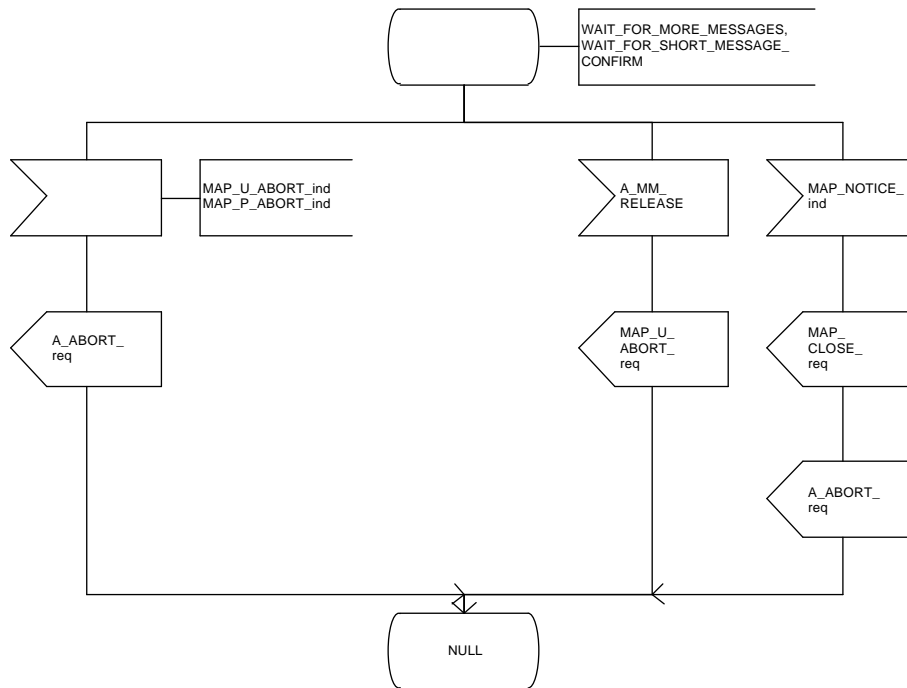 WAIT_FOR_MORE_MESSAGES,
WAIT_FOR_SHORT_MESSAGE_
CONFIRM
MAP_U_ABORT_ind
MAP_P_ABORT_ind
A_MM_
RELEASE
MAP_NOTICE_
ind
A_ABORT_
req
MAP_U_
ABORT_
req
MAP_
CLOSE_
req
A_ABORT_
req
NULL